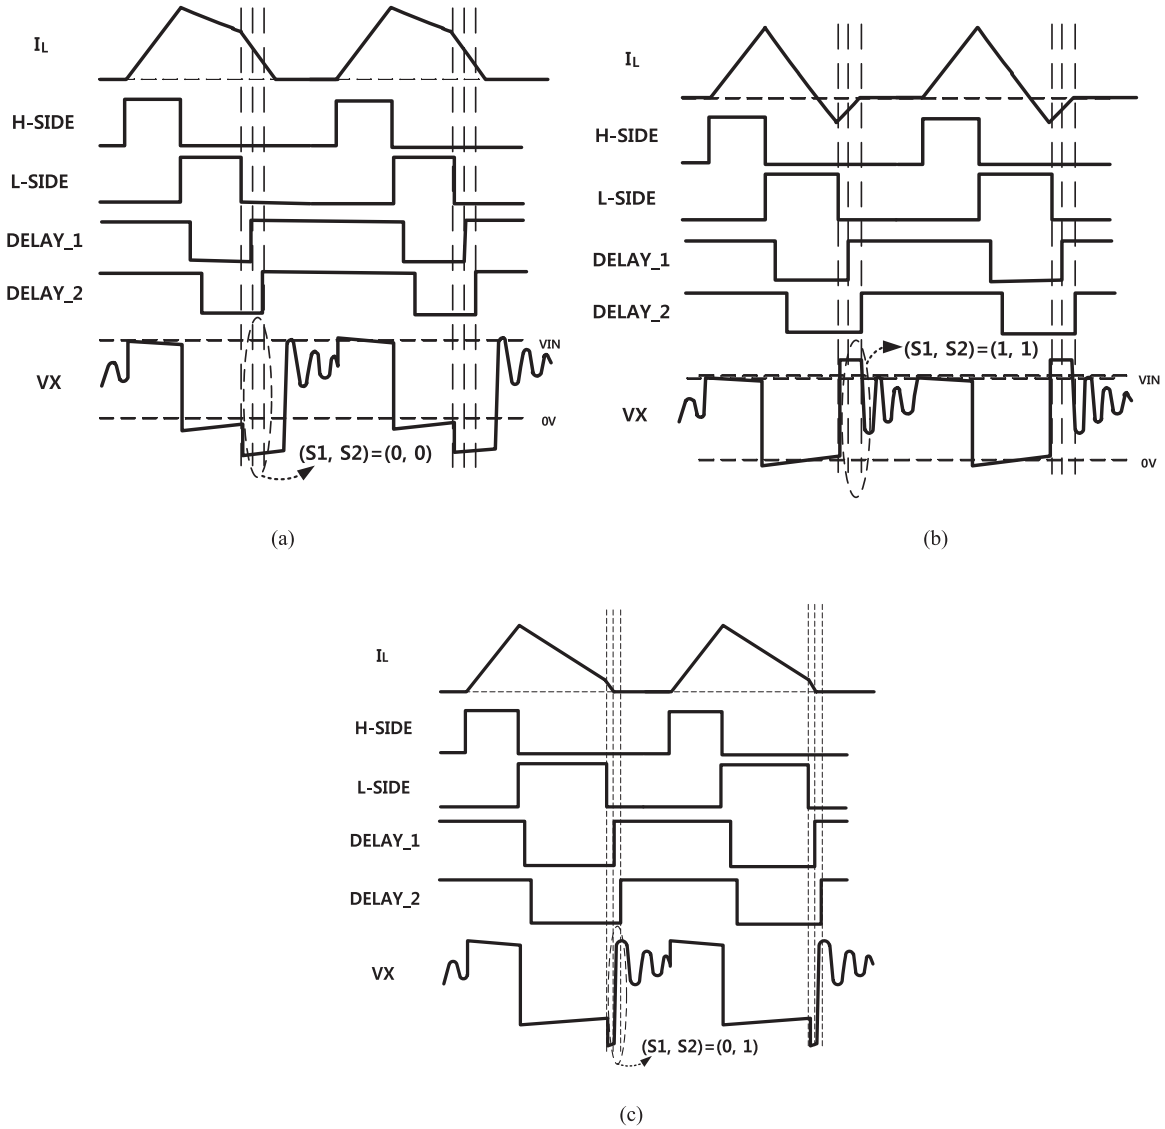 IL
H-SIDE
L-SIDE
DELAY_1
DELAY_2
VX
VIN
0V
(S1, S2)=(0, 0)
(a)
IL
H-SIDE
L-SIDE
DELAY_1
DELAY_2
(S1, S2)=(1, 1)
VX
VIN
0V
(b)
IL
H-SIDE
L-SIDE
DELAY_1
DELAY_2
VX
(S1, S2)=(0, 1)
(c)